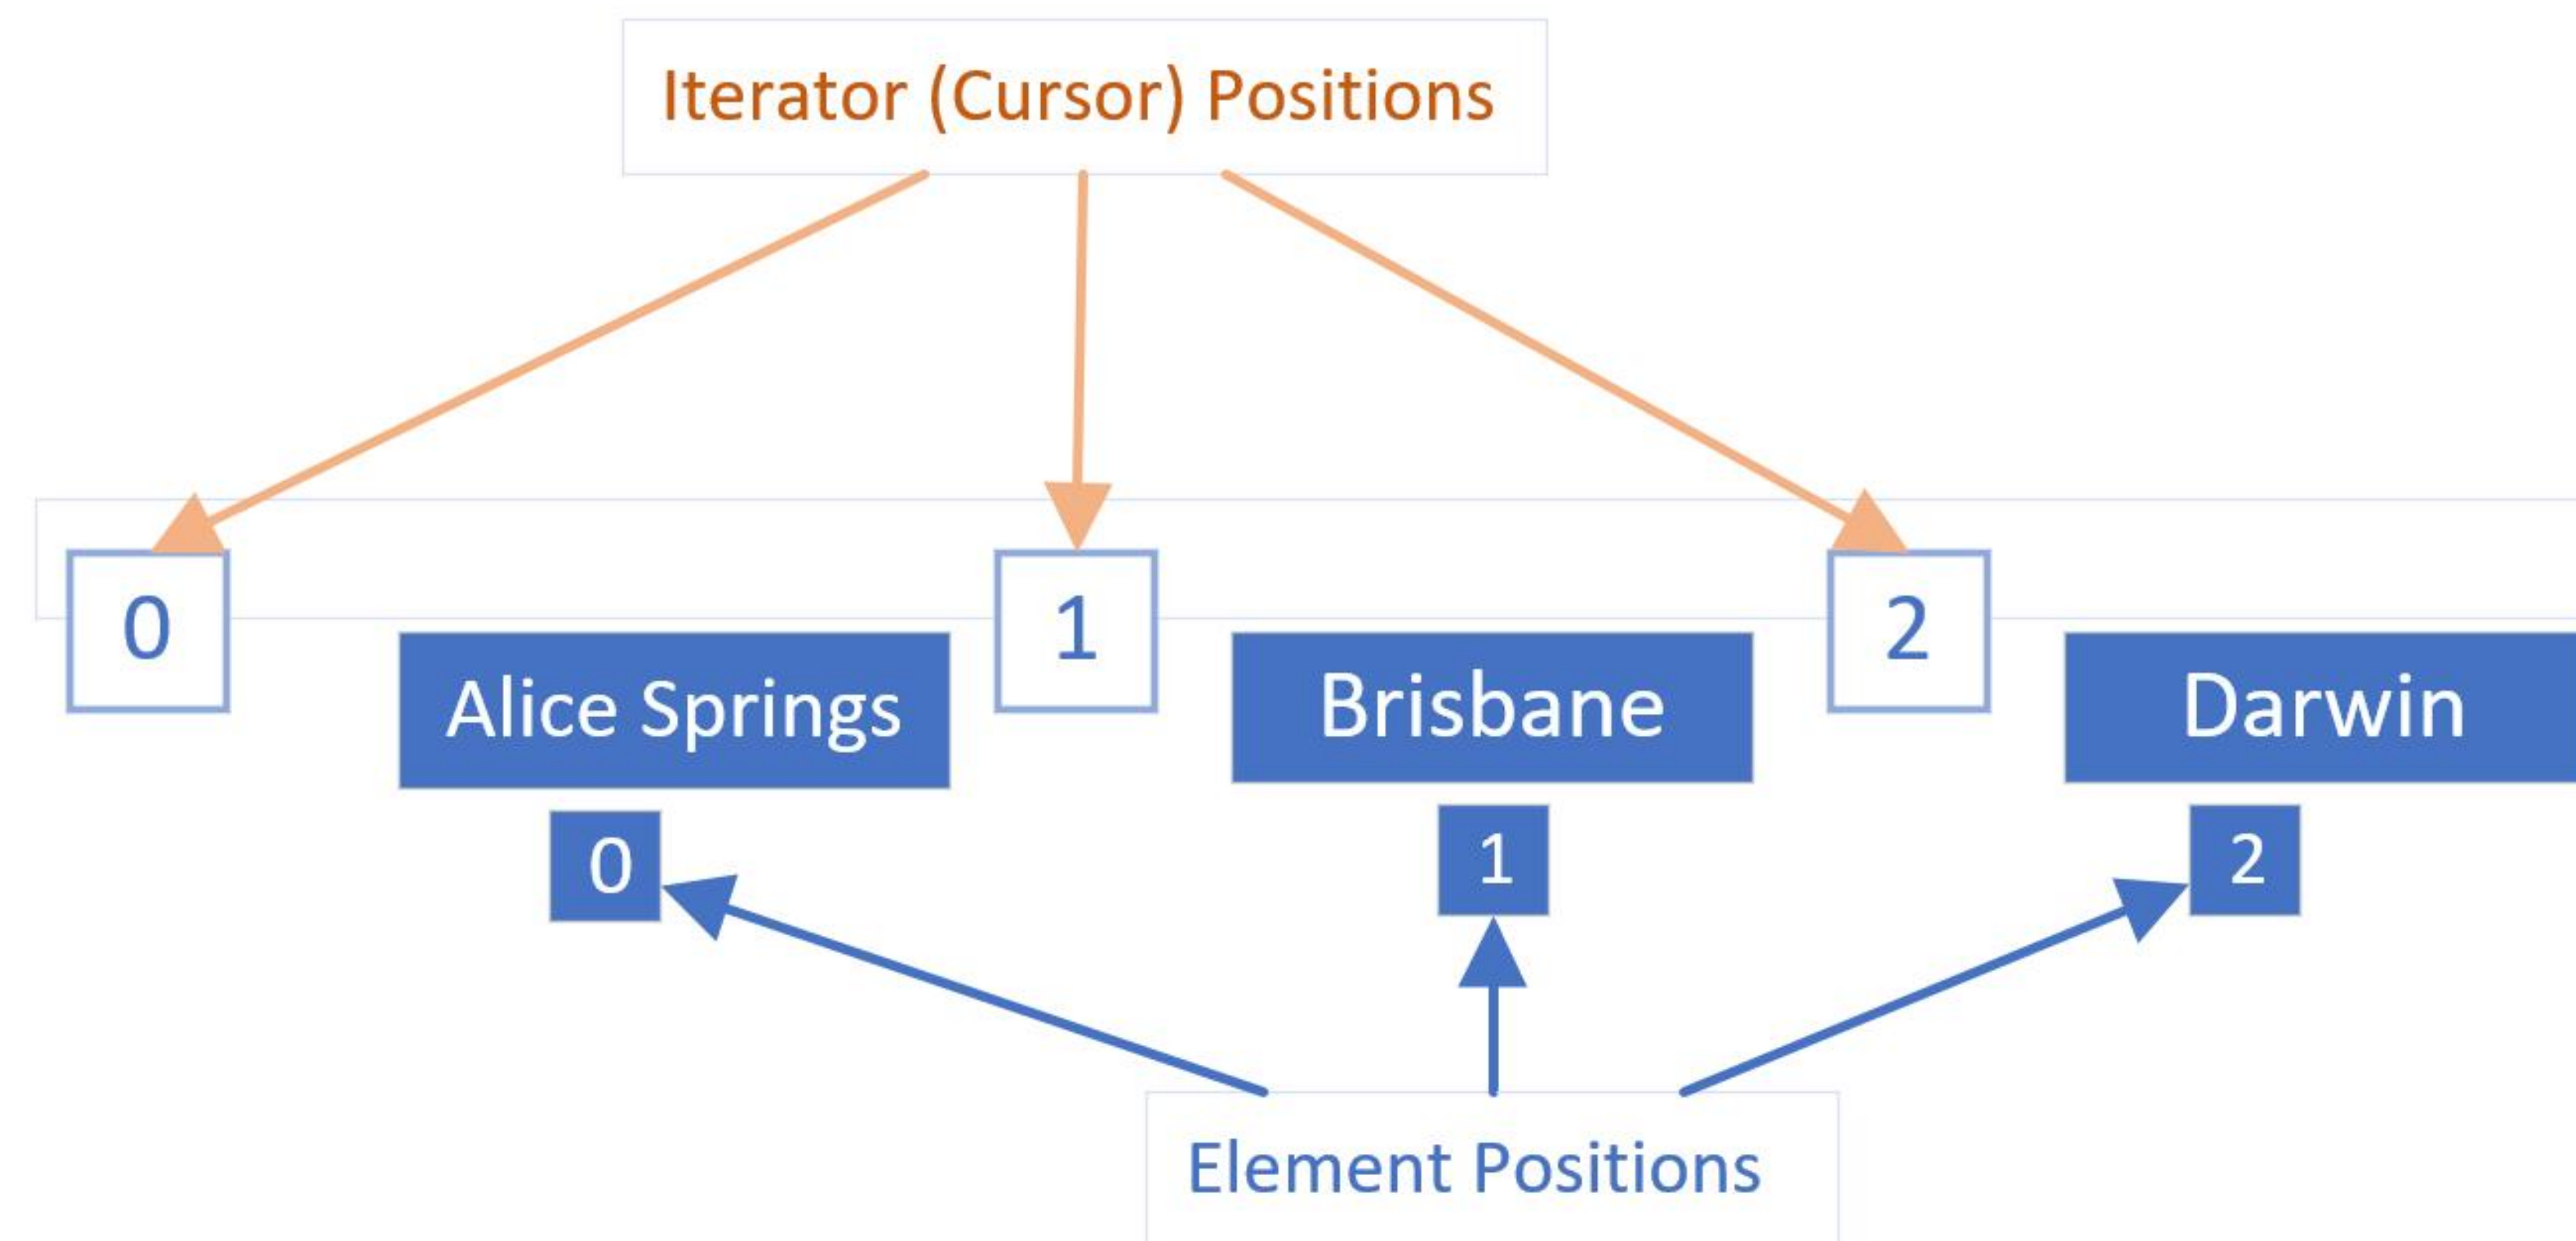 Iterator (Cursor) Positions
0
1
2
Alice Springs
Brisbane
Darwin
0
1
2
Element Positions